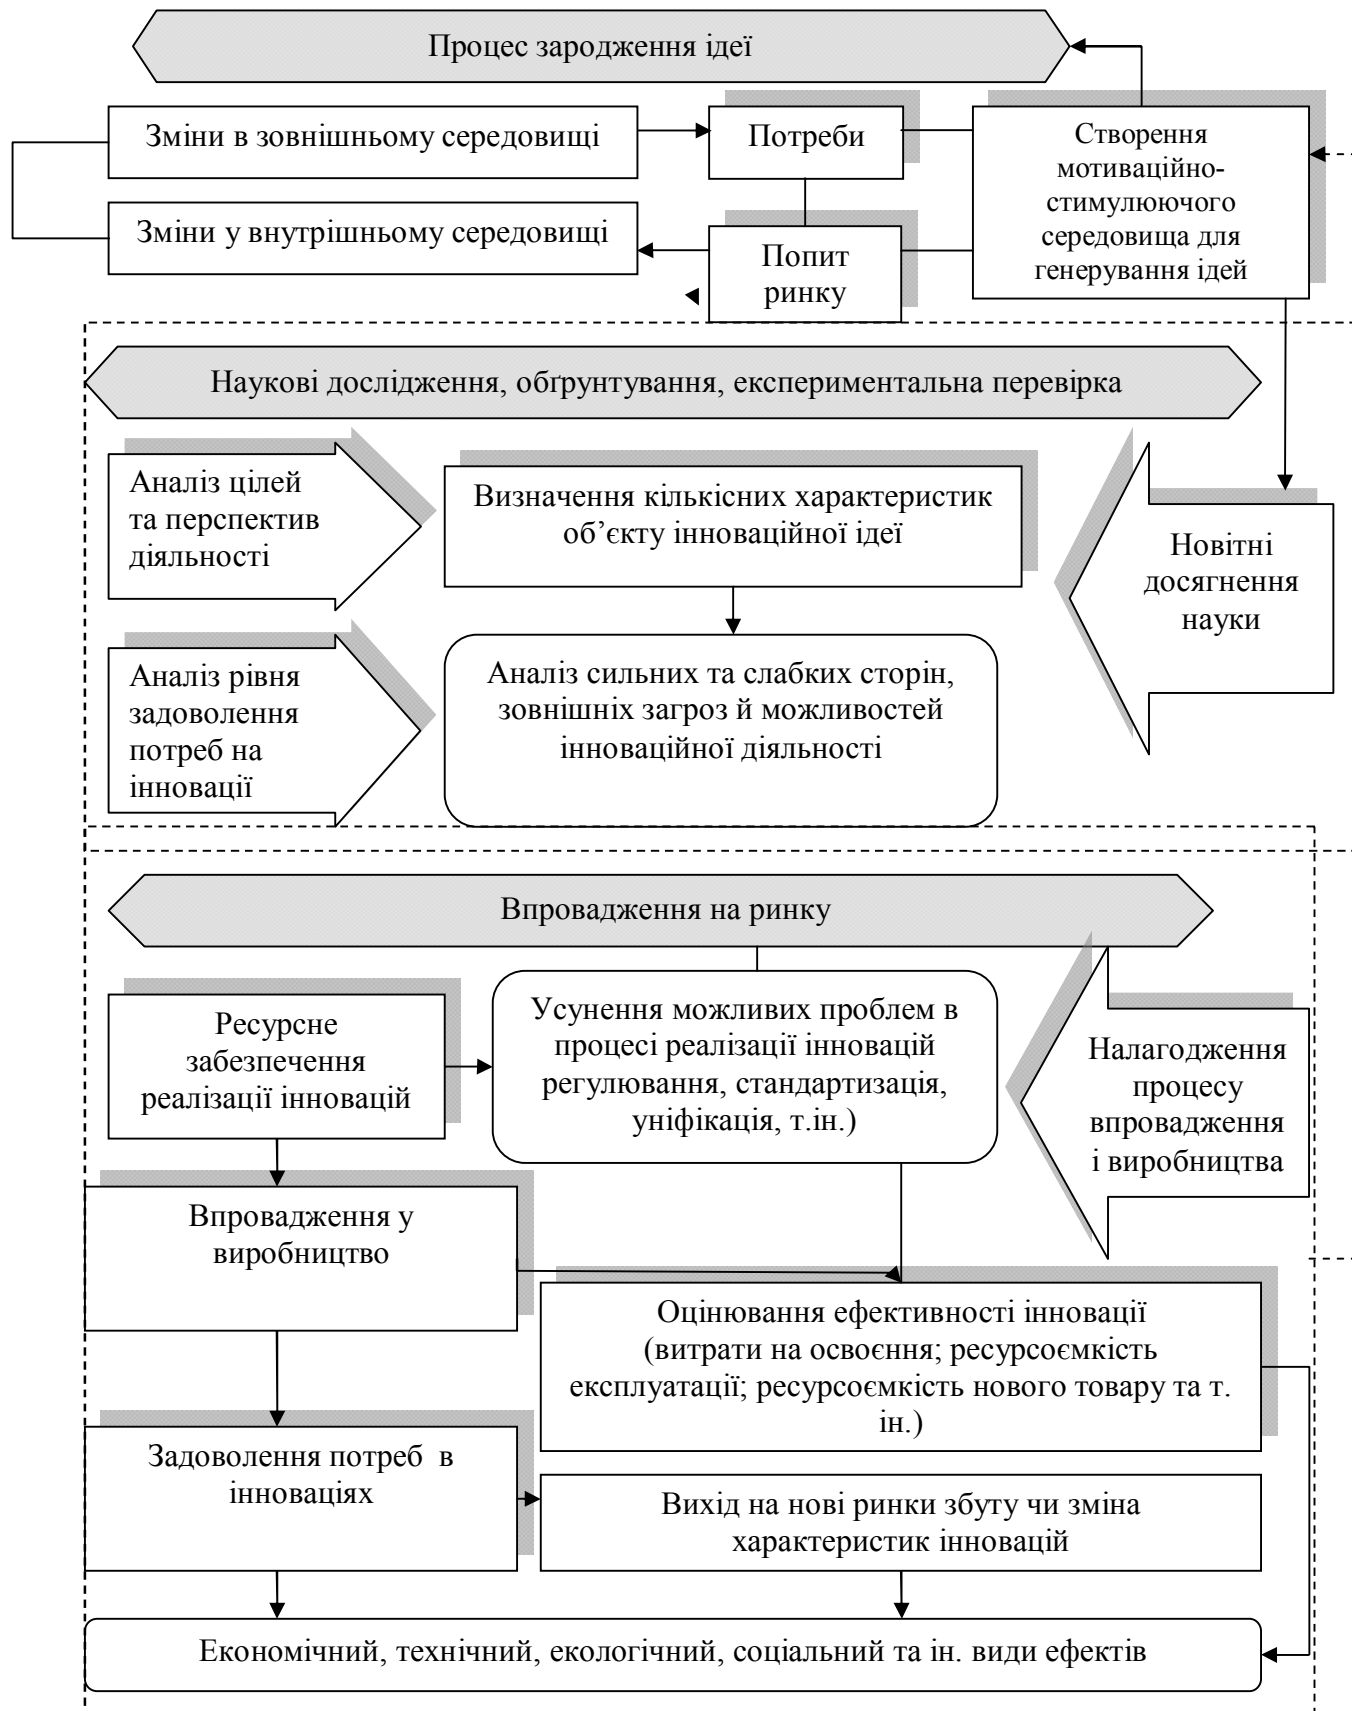 Процес зародження ідеї
Зміни в зовнішньому середовищі
Потреби
Створення
мотиваційно-
стимулюючого
середовища для
генерування ідей
Зміни у внутрішньому середовищі
Попит
ринку
Наукові дослідження, обґрунтування, експериментальна перевірка
Аналіз цілей
та перспектив
діяльності
Визначення кількісних характеристик
об’єкту інноваційної ідеї
Новітні
досягнення
науки
Аналіз рівня
задоволення
потреб на
інновації
Аналіз сильних та слабких сторін,
зовнішніх загроз й можливостей
інноваційної діяльності
Впровадження на ринку
Ресурсне
забезпечення
реалізації інновацій
Усунення можливих проблем в
процесі реалізації інновацій
регулювання, стандартизація,
уніфікація, т.ін.)
Налагодження
процесу
впровадження
і виробництва
Впровадження у
виробництво
Оцінювання ефективності інновації
(витрати на освоєння; ресурсоємкість
експлуатації; ресурсоємкість нового товару та т.
ін.)
Задоволення потреб в
інноваціях
Вихід на нові ринки збуту чи зміна
характеристик інновацій
Економічний, технічний, екологічний, соціальний та ін. види ефектів